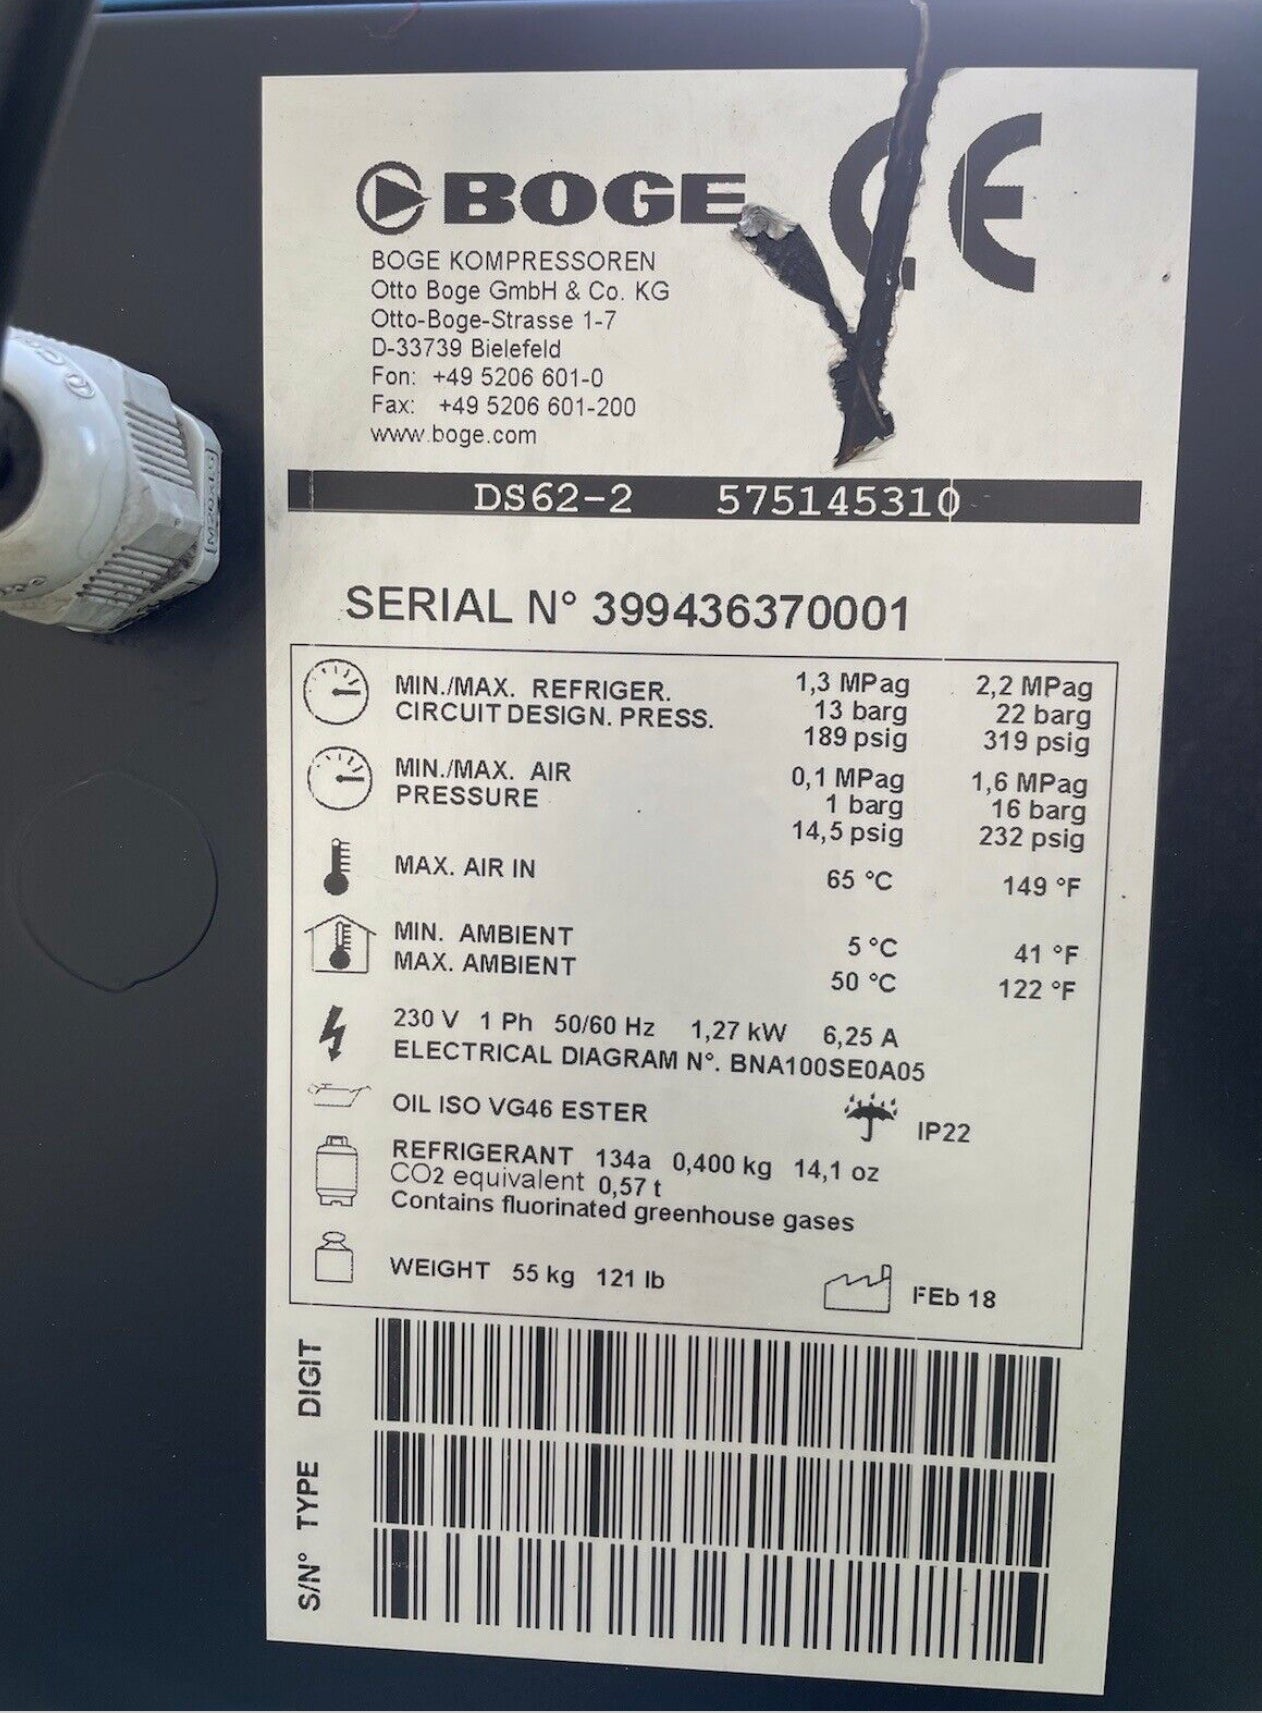 BOGE CE
BOGE KOMPRESSOREN
Otto Boge GmbH & Co. KG
Otto-Boge-Strasse 1-7
D-33739 Bielefeld
Fon: +49 5206 601-0
Fax: +49 5206 601-200
www.boge.com
DS62-2 575145310
SERIAL N° 399436370001
MIN./MAX. REFRIGER. 1,3 MPag 2,2 MPag
CIRCUIT DESIGN. PRESS. 13 barg 22 barg
189 psig 319 psig
MIN./MAX. AIR 0,1 MPag 1,6 MPag
PRESSURE 1 barg 16 barg
14,5 psig 232 psig
MAX. AIR IN 65 °C 149 °F
MIN. AMBIENT 5 °C 41 °F
MAX. AMBIENT 50 °C 122 °F
230 V 1 Ph 50/60 Hz 1,27 kW 6,25 A
ELECTRICAL DIAGRAM N°. BNA100SE0A05
OIL ISO VG46 ESTER IP22
REFRIGERANT 134a 0,400 kg 14,1 oz
CO2 equivalent 0,57 t
Contains fluorinated greenhouse gases
WEIGHT 55 kg 121 lb FEb 18
DIGIT
TYPE
S/N°